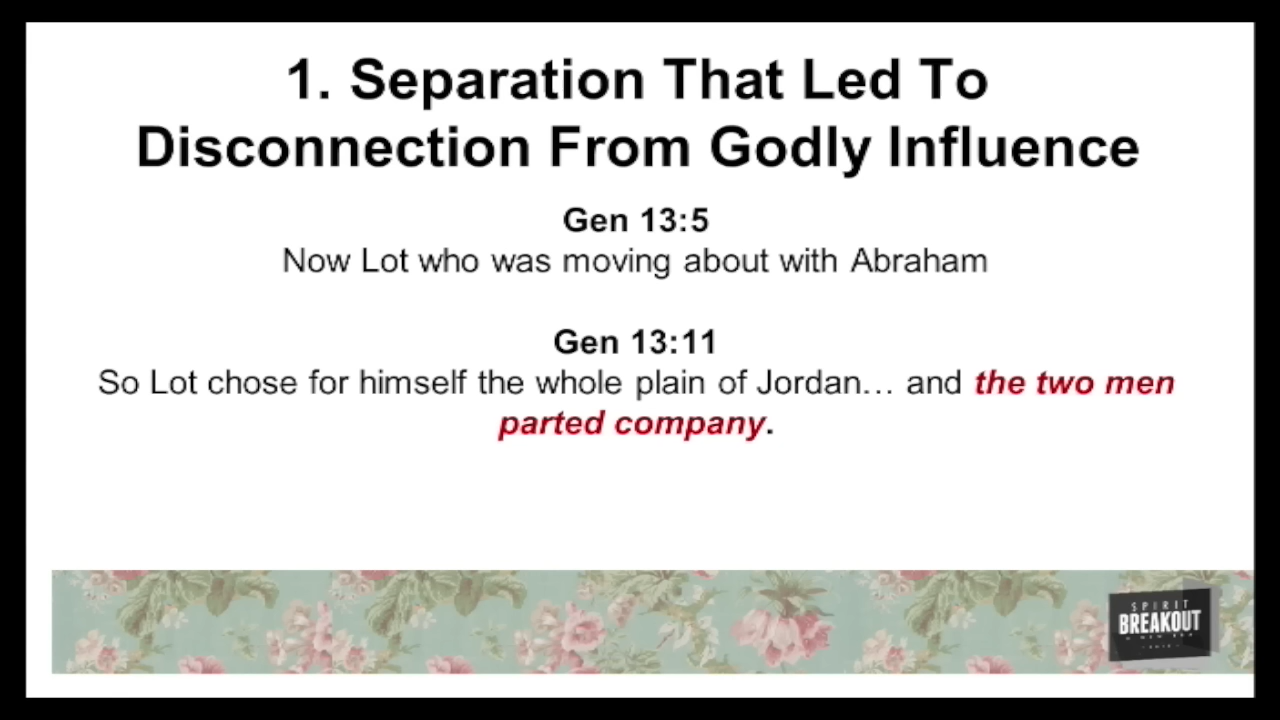 1. Separation That Led To
Disconnection From Godly Influence
Gen 13:5
Now Lot who was moving about with Abraham
Gen 13:11
So Lot chose for himself the whole plain of Jordan... and the two men
parted company.
SPIRIT
BREAKOUT